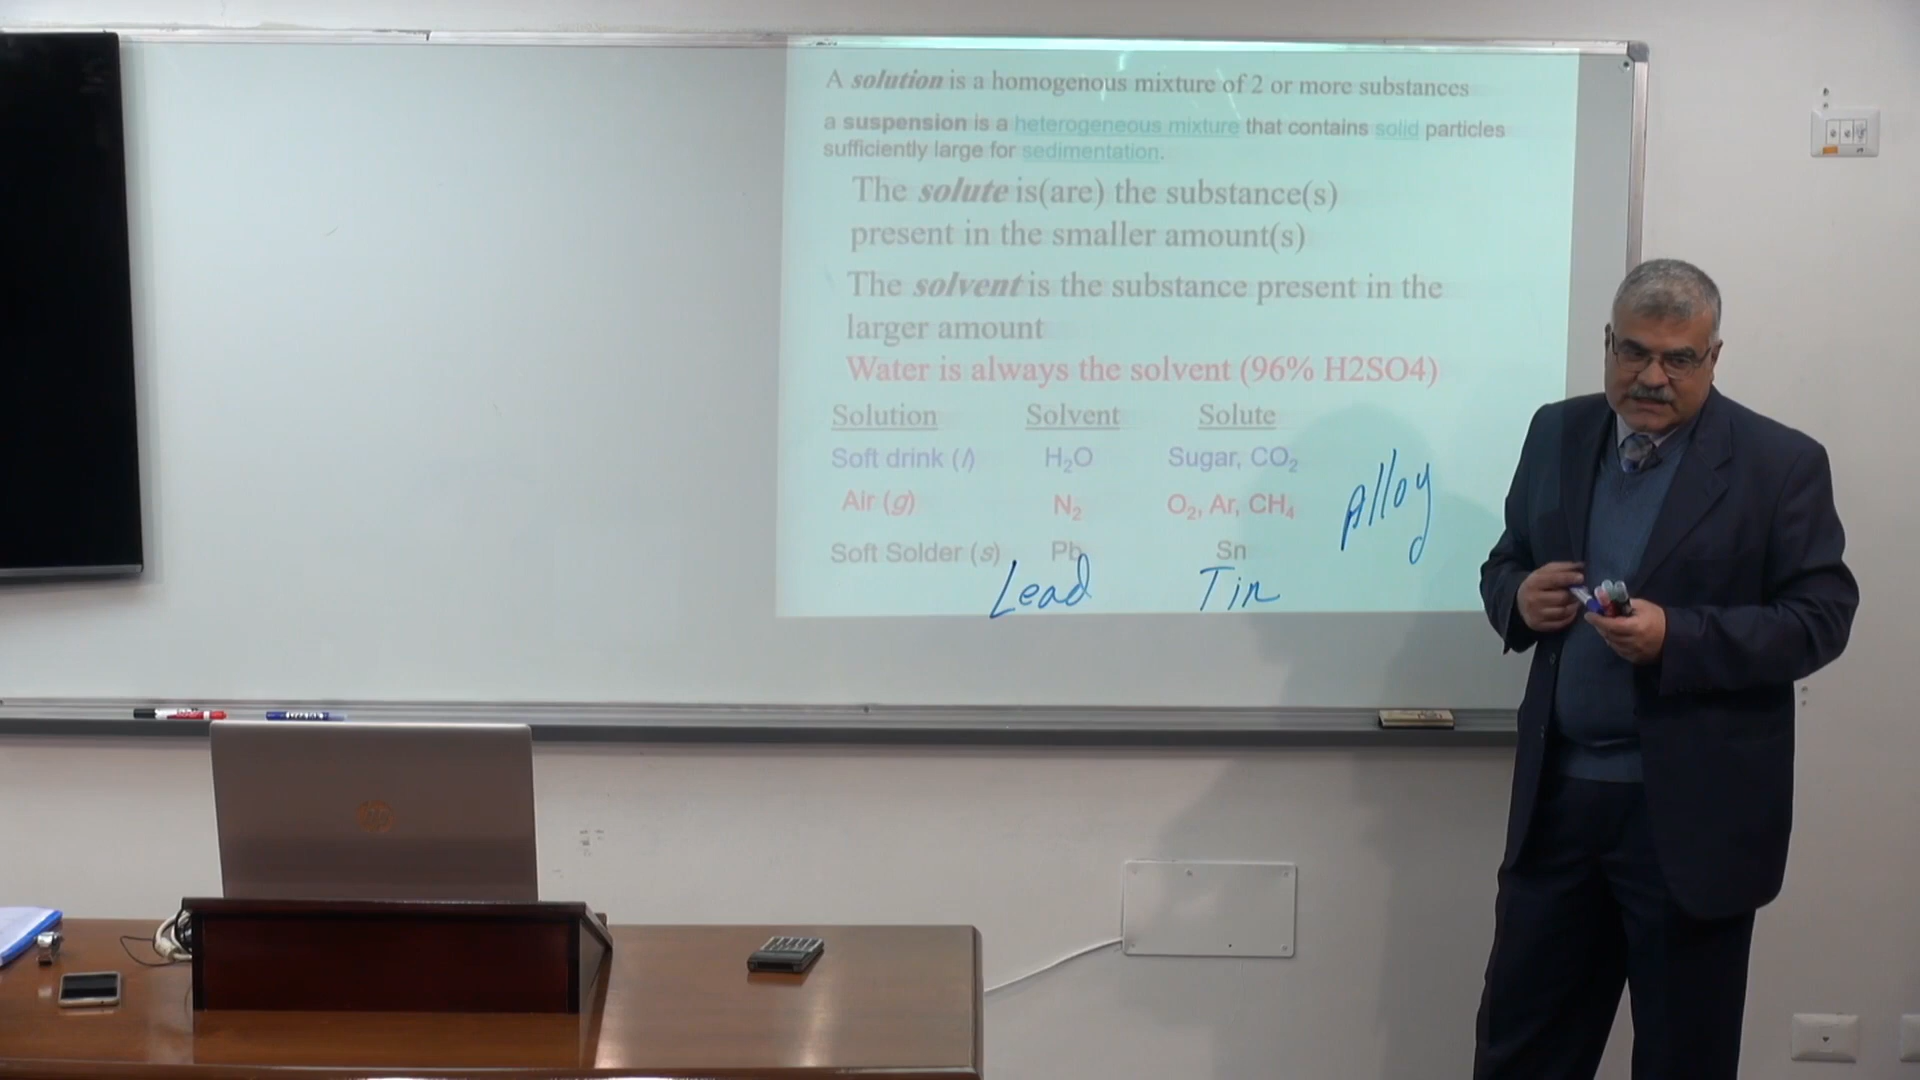 A solution is a homogenous mixture of 2 or more substances
a suspension is a heterogeneous mixture that contains solid particles
sufficiently large for sedimentation.
The solute is(are) the substance(s)
present in the smaller amount(s)
The solvent is the substance present in the
larger amount
Water is always the solvent (96% H2SO4)
Solution Solvent Solute
Soft drink (l) H₂O Sugar, CO₂
Air (g) N₂ O₂, Ar, CH₄
Alloy
Soft Solder (s) Pb Sn
Lead Tin